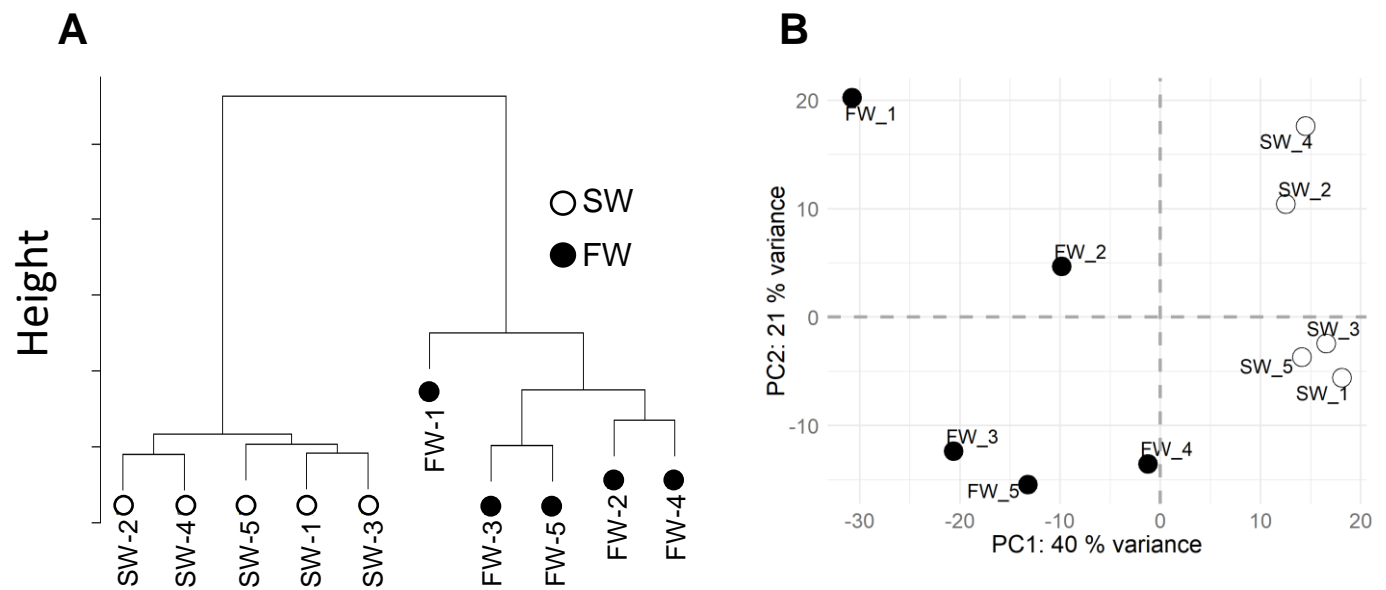 A
Height
SW
FW
FW-1
SW-2
SW-4
SW-5
SW-1
SW-3
FW-3
FW-5
FW-2
FW-4
B
PC2: 21 % variance
20
10
0
-10
FW_1
SW_4
SW_2
FW_2
SW_3
SW_5
SW_1
FW_3
FW_4
FW_5
-30
-20
-10
0
10
20
PC1: 40 % variance